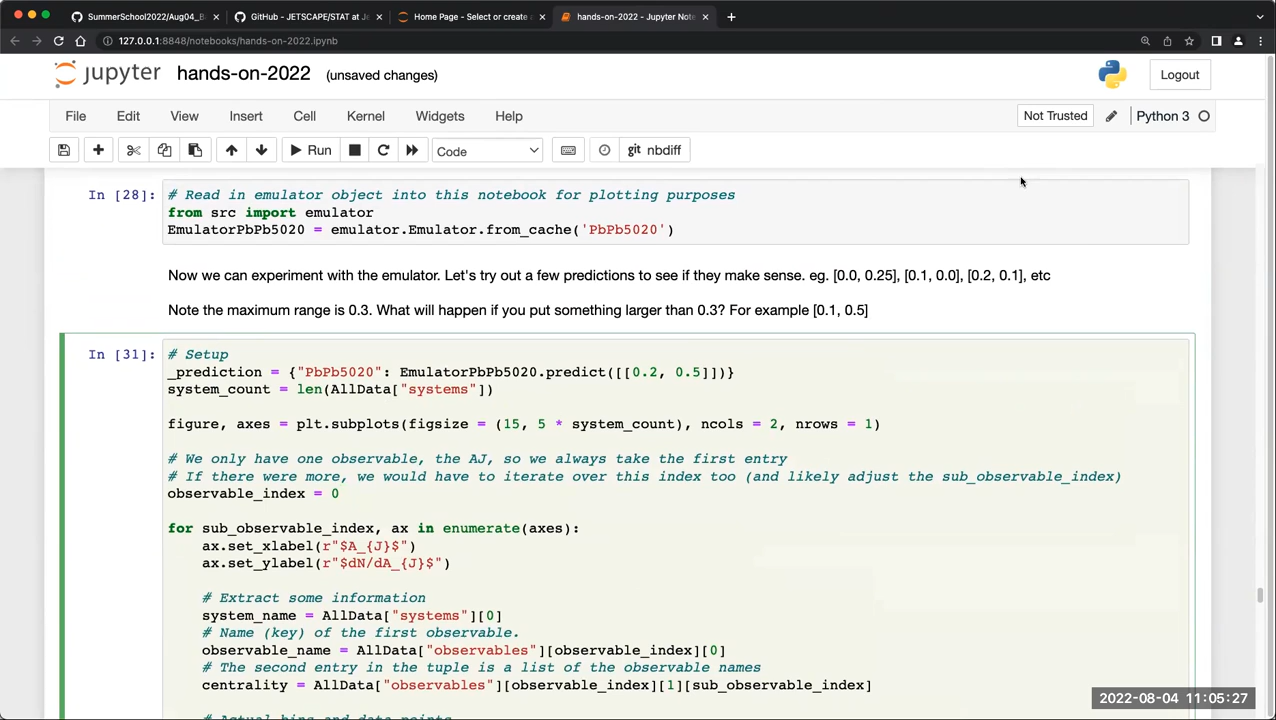 SummerSchool2022/Aug04_Ba
GitHub - JETSCAPE/STAT at Je
Home Page - Select or create a
hands-on-2022 - Jupyter Note
127.0.0.1:8848/notebooks/hands-on-2022.ipynb
jupyter hands-on-2022 (unsaved changes)
Logout
File Edit View Insert Cell Kernel Widgets Help
Not Trusted Python 3
Run Code git nbdiff
In [28]: # Read in emulator object into this notebook for plotting purposes
from src import emulator
EmulatorPbPb5020 = emulator.Emulator.from_cache('PbPb5020')
Now we can experiment with the emulator. Let's try out a few predictions to see if they make sense. eg. [0.0, 0.25], [0.1, 0.0], [0.2, 0.1], etc
Note the maximum range is 0.3. What will happen if you put something larger than 0.3? For example [0.1, 0.5]
In [31]: # Setup
_prediction = {"PbPb5020": EmulatorPbPb5020.predict([[0.2, 0.5]])}
system_count = len(AllData["systems"])
figure, axes = plt.subplots(figsize = (15, 5 * system_count), ncols = 2, nrows = 1)
# We only have one observable, the AJ, so we always take the first entry
# If there were more, we would have to iterate over this index too (and likely adjust the sub_observable_index)
observable_index = 0
for sub_observable_index, ax in enumerate(axes):
ax.set_xlabel(r"$A_{J}$")
ax.set_ylabel(r"$dN/dA_{J}$")
# Extract some information
system_name = AllData["systems"][0]
# Name (key) of the first observable.
observable_name = AllData["observables"][observable_index][0]
# The second entry in the tuple is a list of the observable names
centrality = AllData["observables"][observable_index][1][sub_observable_index]
# Actual bins and data points
2022-08-04 11:05:27